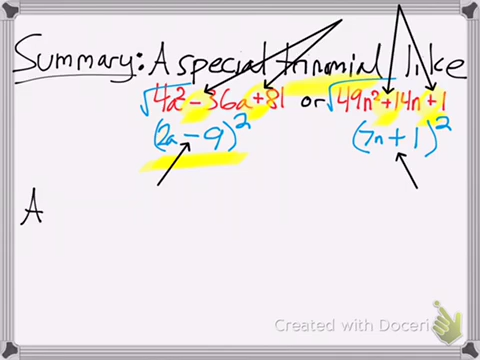 Summary: A special trinomial like
√4a² - 36a + 81 or √49n² + 14n + 1
(2a - 9)² (7n + 1)²
A
Created with Doceri